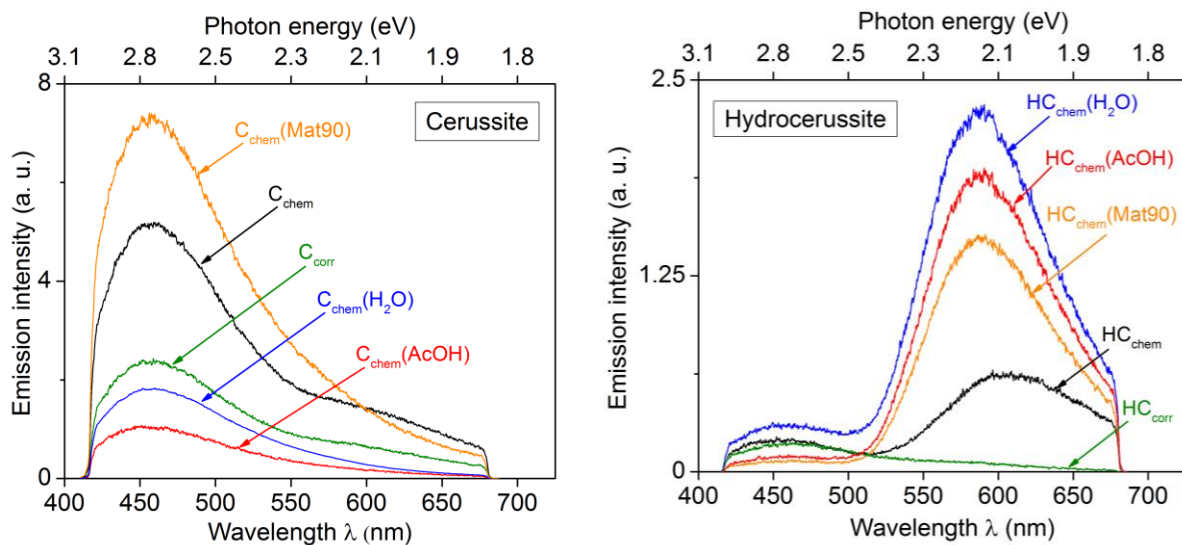 Photon energy (eV)
3.1 2.8 2.5 2.3 2.1 1.9 1.8
8
4
0
Emission intensity (a. u.)
Cerussite
C_chem(Mat90)
C_chem
C_corr
C_chem(H₂O)
C_chem(AcOH)
400 450 500 550 600 650 700
Wavelength λ (nm)
Photon energy (eV)
3.1 2.8 2.5 2.3 2.1 1.9 1.8
2.5
1.25
0
Emission intensity (a. u.)
Hydrocerussite
HC_chem(H₂O)
HC_chem(AcOH)
HC_chem(Mat90)
HC_chem
HC_corr
400 450 500 550 600 650 700
Wavelength λ (nm)